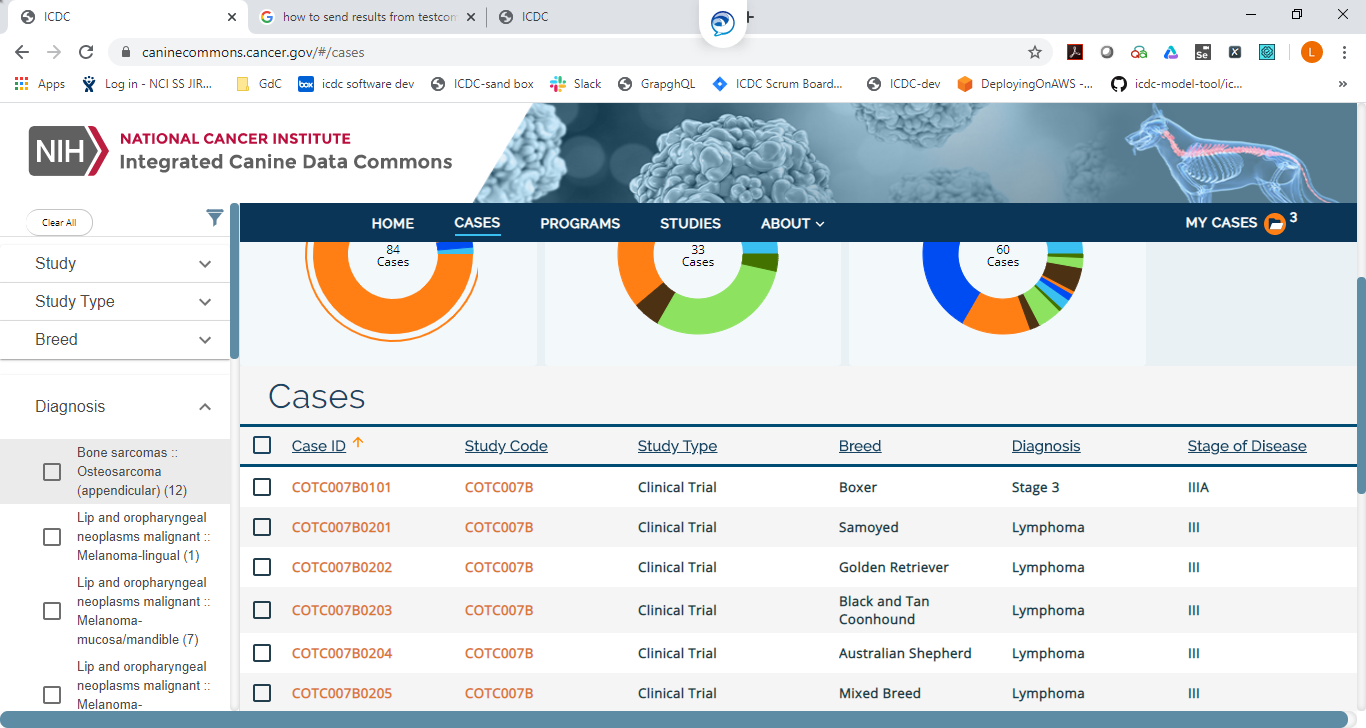 ICDC
how to send results from testcom
ICDC
caninecommons.cancer.gov/#/cases
L
Apps
Log in - NCI SS JIR...
GdC
box
icdc software dev
ICDC-sand box
Slack
GrapghQL
ICDC Scrum Board...
ICDC-dev
DeployingOnAWS -...
icdc-model-tool/ic...
»
NIH
NATIONAL CANCER INSTITUTE
Integrated Canine Data Commons
Clear All
HOME
CASES
PROGRAMS
STUDIES
ABOUT
MY CASES
3
Study
Study Type
Breed
Diagnosis
Bone sarcomas ::
Osteosarcoma
(appendicular) (12)
Lip and oropharyngeal
neoplasms malignant ::
Melanoma-lingual (1)
Lip and oropharyngeal
neoplasms malignant ::
Melanoma-
mucosa/mandible (7)
Lip and oropharyngeal
neoplasms malignant ::
Melanoma-
84
Cases
33
Cases
60
Cases
Cases
Case ID Study Code Study Type Breed Diagnosis Stage of Disease
COTC007B0101 COTC007B Clinical Trial Boxer Stage 3 IIIA
COTC007B0201 COTC007B Clinical Trial Samoyed Lymphoma III
COTC007B0202 COTC007B Clinical Trial Golden Retriever Lymphoma III
COTC007B0203 COTC007B Clinical Trial Black and Tan
Coonhound Lymphoma III
COTC007B0204 COTC007B Clinical Trial Australian Shepherd Lymphoma III
COTC007B0205 COTC007B Clinical Trial Mixed Breed Lymphoma III